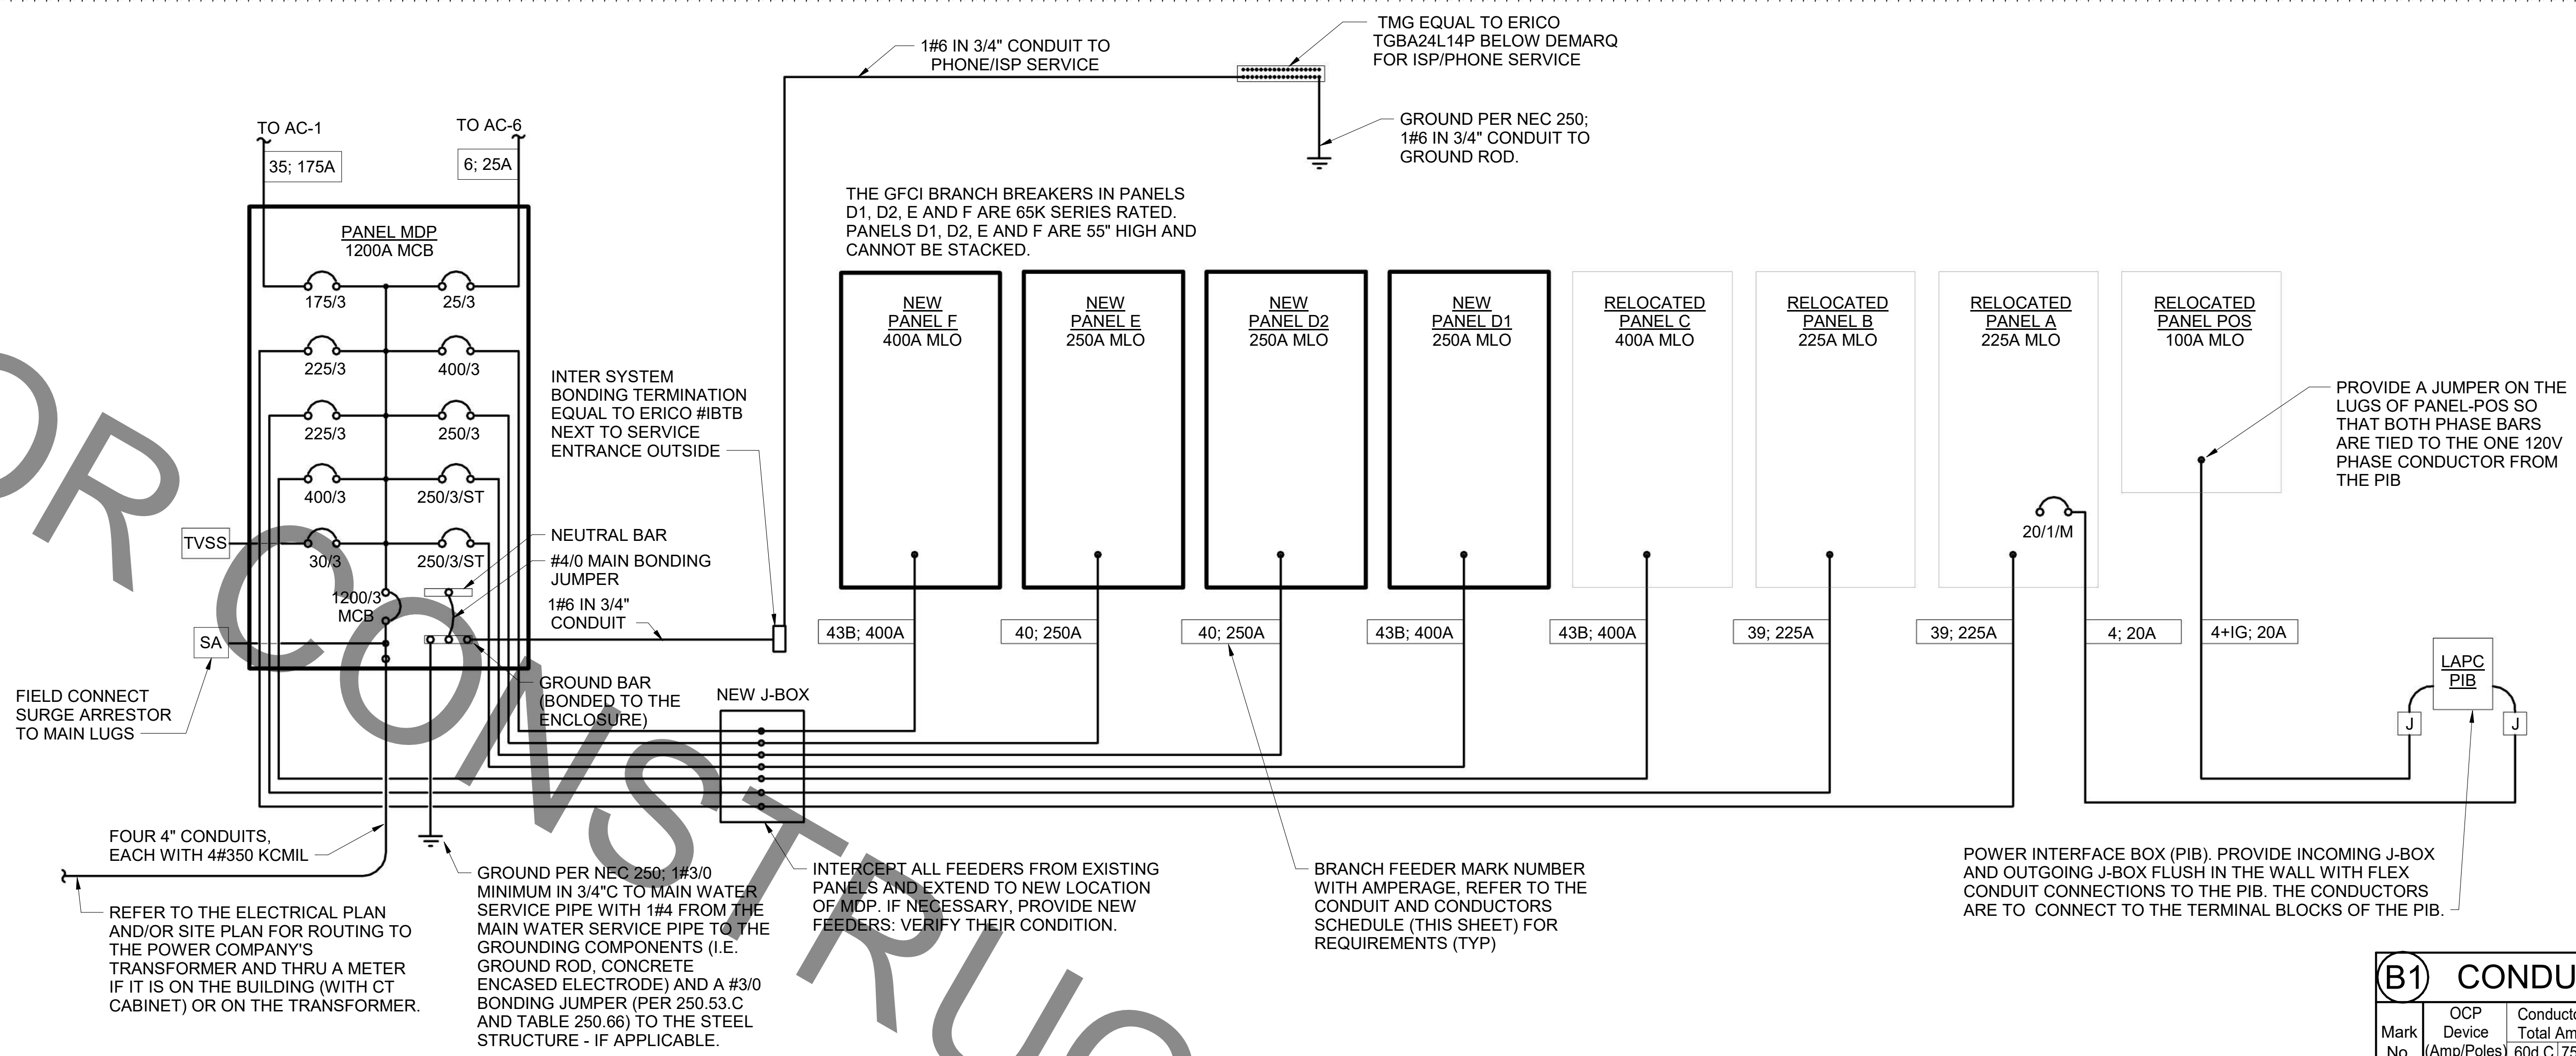 TMG EQUAL TO ERICO
TGBA24L14P BELOW DEMARQ
FOR ISP/PHONE SERVICE
1#6 IN 3/4" CONDUIT TO
PHONE/ISP SERVICE
GROUND PER NEC 250;
1#6 IN 3/4" CONDUIT TO
GROUND ROD.
TO AC-1
TO AC-6
35; 175A
6; 25A
THE GFCI BRANCH BREAKERS IN PANELS
D1, D2, E AND F ARE 65K SERIES RATED.
PANELS D1, D2, E AND F ARE 55" HIGH AND
CANNOT BE STACKED.
PANEL MDP
1200A MCB
175/3
25/3
225/3
400/3
225/3
250/3
400/3
250/3/ST
30/3
250/3/ST
TVSS
1200/3
MCB
SA
FIELD CONNECT
SURGE ARRESTOR
TO MAIN LUGS
INTER SYSTEM
BONDING TERMINATION
EQUAL TO ERICO #IBTB
NEXT TO SERVICE
ENTRANCE OUTSIDE
NEUTRAL BAR
#4/0 MAIN BONDING
JUMPER
1#6 IN 3/4"
CONDUIT
GROUND BAR
(BONDED TO THE
ENCLOSURE)
NEW J-BOX
NEW
PANEL F
400A MLO
NEW
PANEL E
250A MLO
NEW
PANEL D2
250A MLO
NEW
PANEL D1
250A MLO
RELOCATED
PANEL C
400A MLO
RELOCATED
PANEL B
225A MLO
RELOCATED
PANEL A
225A MLO
RELOCATED
PANEL POS
100A MLO
20/1/M
PROVIDE A JUMPER ON THE
LUGS OF PANEL-POS SO
THAT BOTH PHASE BARS
ARE TIED TO THE ONE 120V
PHASE CONDUCTOR FROM
THE PIB
43B; 400A
40; 250A
40; 250A
43B; 400A
43B; 400A
39; 225A
39; 225A
4; 20A
4+IG; 20A
LAPC
PIB
J
J
FOUR 4" CONDUITS,
EACH WITH 4#350 KCMIL
REFER TO THE ELECTRICAL PLAN
AND/OR SITE PLAN FOR ROUTING TO
THE POWER COMPANY'S
TRANSFORMER AND THRU A METER
IF IT IS ON THE BUILDING (WITH CT
CABINET) OR ON THE TRANSFORMER.
GROUND PER NEC 250; 1#3/0
MINIMUM IN 3/4"C TO MAIN WATER
SERVICE PIPE WITH 1#4 FROM THE
MAIN WATER SERVICE PIPE TO THE
GROUNDING COMPONENTS (I.E.
GROUND ROD, CONCRETE
ENCASED ELECTRODE) AND A #3/0
BONDING JUMPER (PER 250.53.C
AND TABLE 250.66) TO THE STEEL
STRUCTURE - IF APPLICABLE.
INTERCEPT ALL FEEDERS FROM EXISTING
PANELS AND EXTEND TO NEW LOCATION
OF MDP. IF NECESSARY, PROVIDE NEW
FEEDERS: VERIFY THEIR CONDITION.
BRANCH FEEDER MARK NUMBER
WITH AMPERAGE, REFER TO THE
CONDUIT AND CONDUCTORS
SCHEDULE (THIS SHEET) FOR
REQUIREMENTS (TYP)
POWER INTERFACE BOX (PIB). PROVIDE INCOMING J-BOX
AND OUTGOING J-BOX FLUSH IN THE WALL WITH FLEX
CONDUIT CONNECTIONS TO THE PIB. THE CONDUCTORS
ARE TO CONNECT TO THE TERMINAL BLOCKS OF THE PIB.
B1 CONDU
Mark
No
OCP
Device
(Amp/Poles)
Conducto
Total Am
60d C 75
OR CONSTRUC